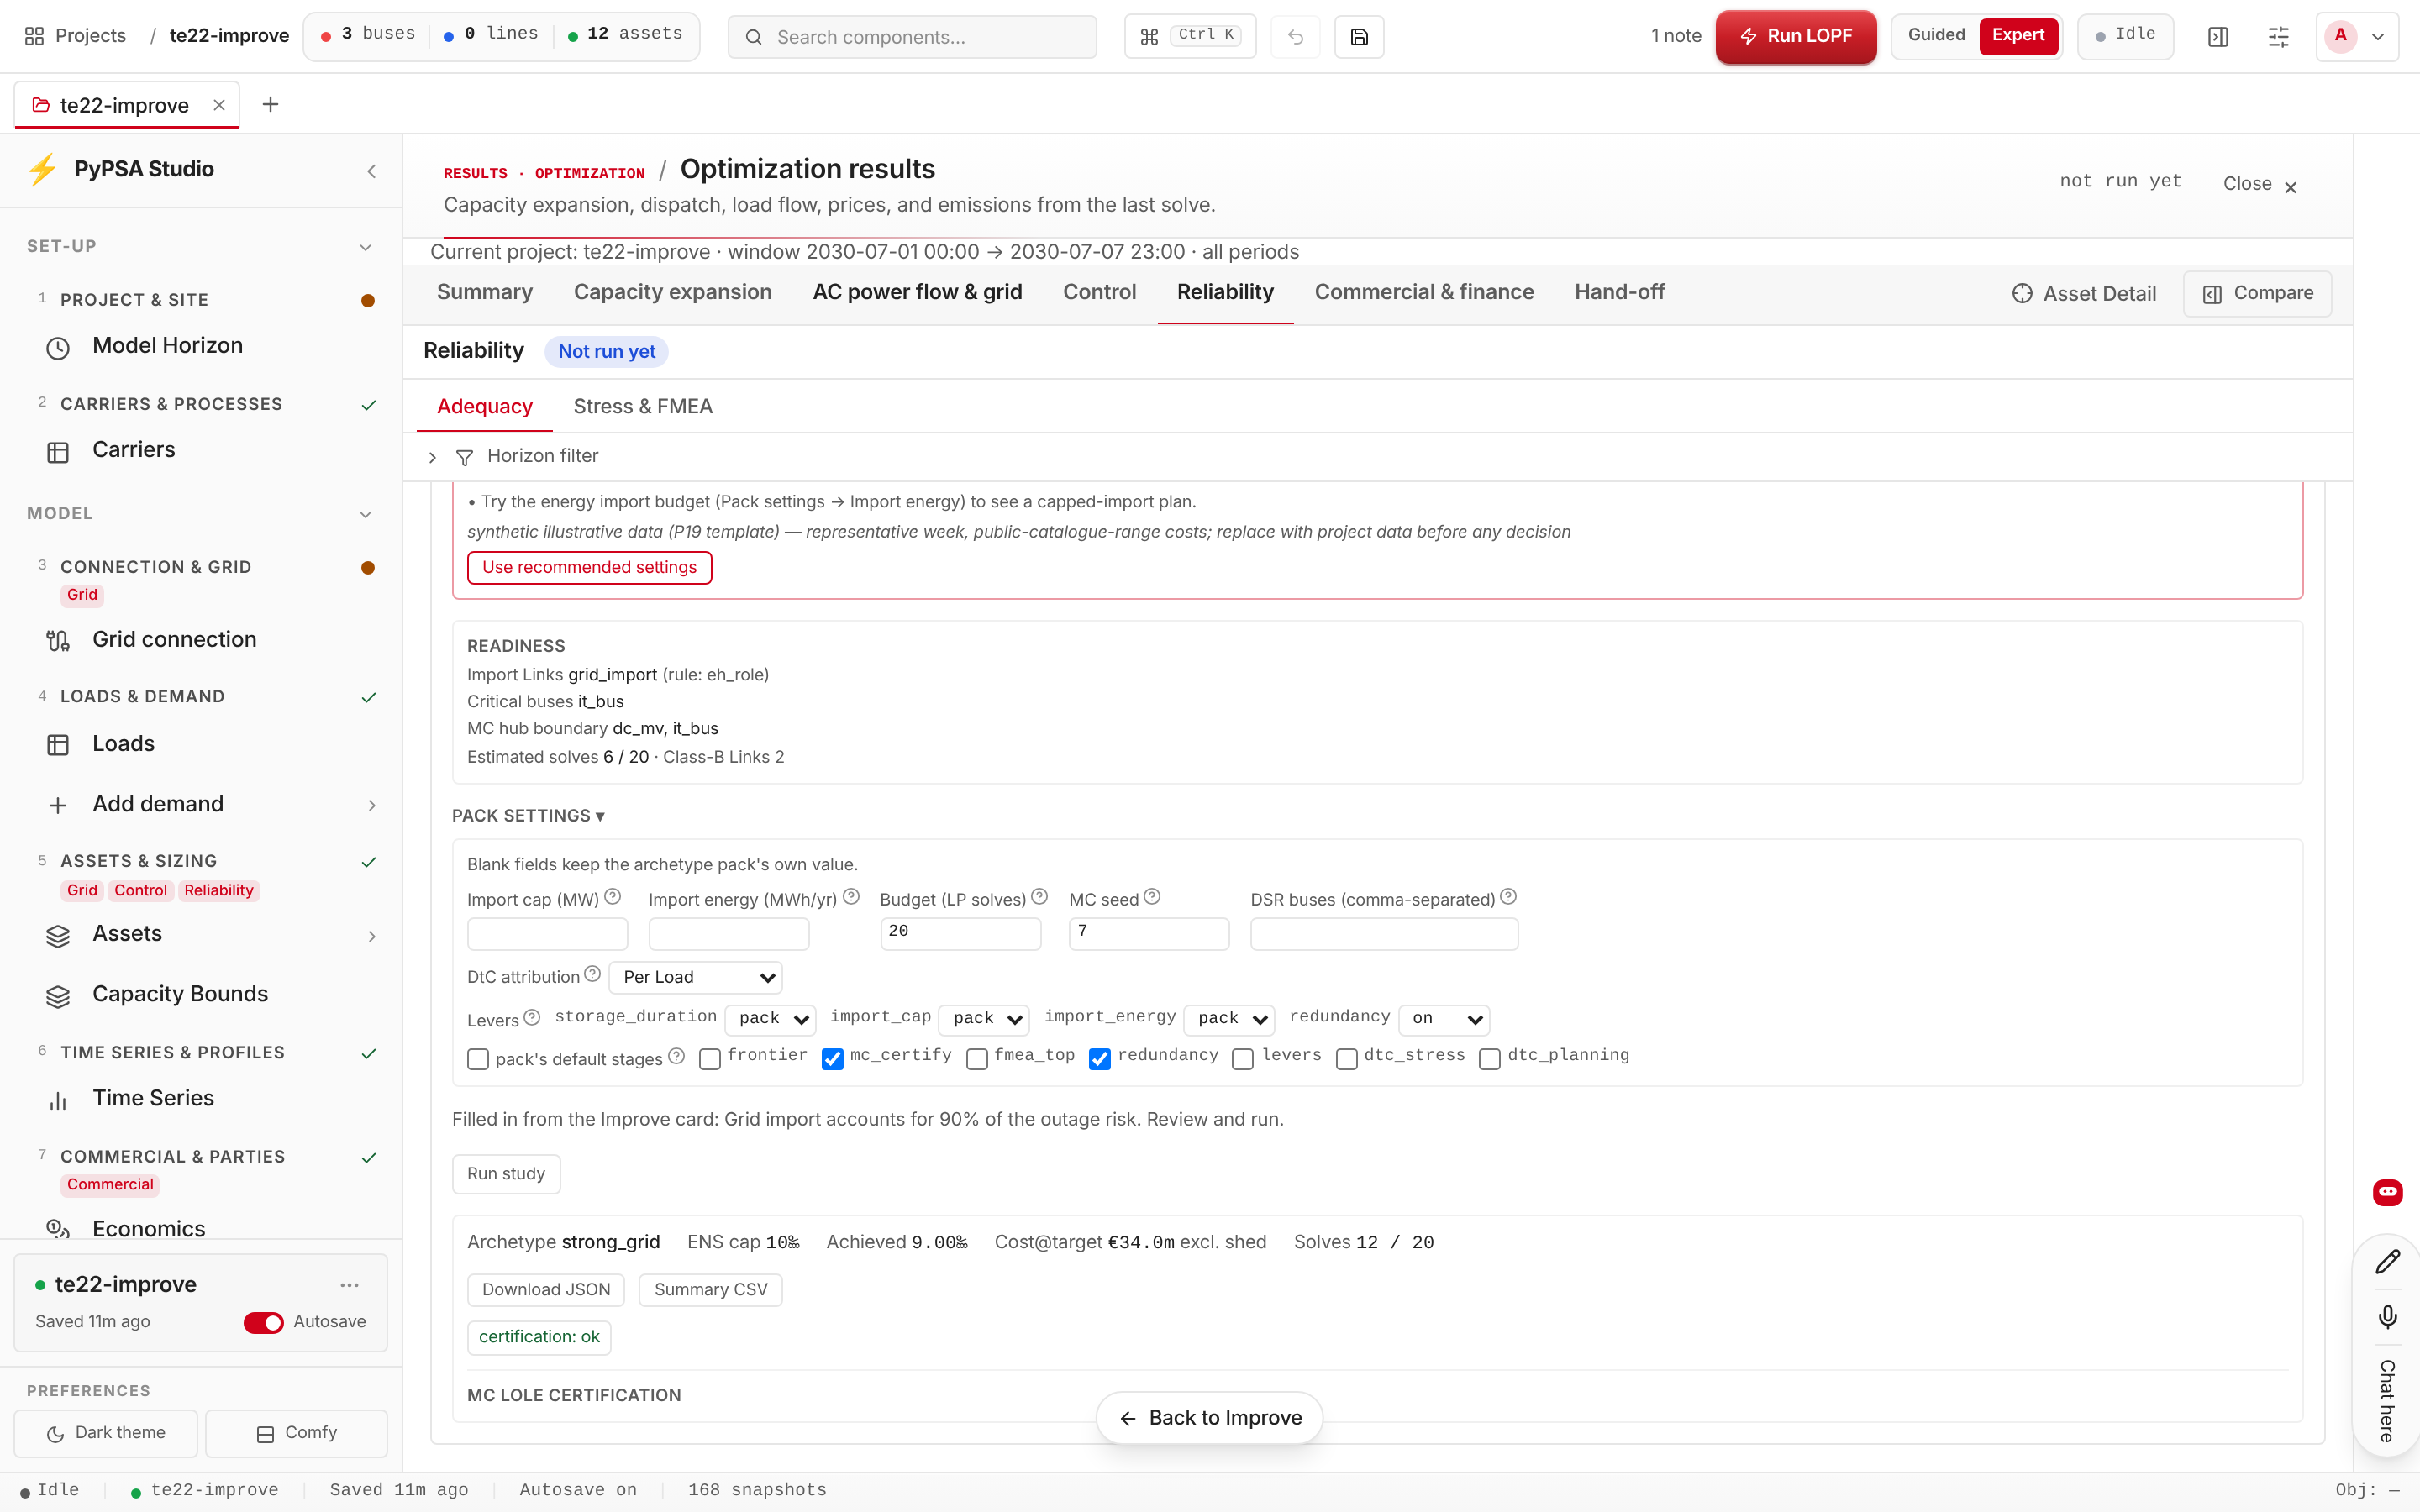 Projects / te22-improve
3 buses 0 lines 12 assets
Search components...
Ctrl K
1 note
Run LOPF
Guided Expert
Idle
A
te22-improve
PyPSA Studio
SET-UP
1 PROJECT & SITE
Model Horizon
2 CARRIERS & PROCESSES
Carriers
MODEL
3 CONNECTION & GRID
Grid
Grid connection
4 LOADS & DEMAND
Loads
Add demand
5 ASSETS & SIZING
Grid Control Reliability
Assets
Capacity Bounds
6 TIME SERIES & PROFILES
Time Series
7 COMMERCIAL & PARTIES
Commercial
Economics
te22-improve
Saved 11m ago Autosave
PREFERENCES
Dark theme Comfy
RESULTS · OPTIMIZATION / Optimization results
Capacity expansion, dispatch, load flow, prices, and emissions from the last solve.
not run yet Close
Current project: te22-improve · window 2030-07-01 00:00 → 2030-07-07 23:00 · all periods
Summary Capacity expansion AC power flow & grid Control Reliability Commercial & finance Hand-off Asset Detail Compare
Reliability Not run yet
Adequacy Stress & FMEA
Horizon filter
• Try the energy import budget (Pack settings → Import energy) to see a capped-import plan.
synthetic illustrative data (P19 template) — representative week, public-catalogue-range costs; replace with project data before any decision
Use recommended settings
READINESS
Import Links grid_import (rule: eh_role)
Critical buses it_bus
MC hub boundary dc_mv, it_bus
Estimated solves 6 / 20 · Class-B Links 2
PACK SETTINGS ▾
Blank fields keep the archetype pack's own value.
Import cap (MW) Import energy (MWh/yr) Budget (LP solves) MC seed DSR buses (comma-separated)
20 7
DtC attribution Per Load
Levers storage_duration pack import_cap pack import_energy pack redundancy on
pack's default stages frontier mc_certify fmea_top redundancy levers dtc_stress dtc_planning
Filled in from the Improve card: Grid import accounts for 90% of the outage risk. Review and run.
Run study
Archetype strong_grid ENS cap 10‰ Achieved 9.00‰ Cost@target €34.0m excl. shed Solves 12 / 20
Download JSON Summary CSV
certification: ok
MC LOLE CERTIFICATION
Back to Improve
Chat here
Idle te22-improve Saved 11m ago Autosave on 168 snapshots Obj: —